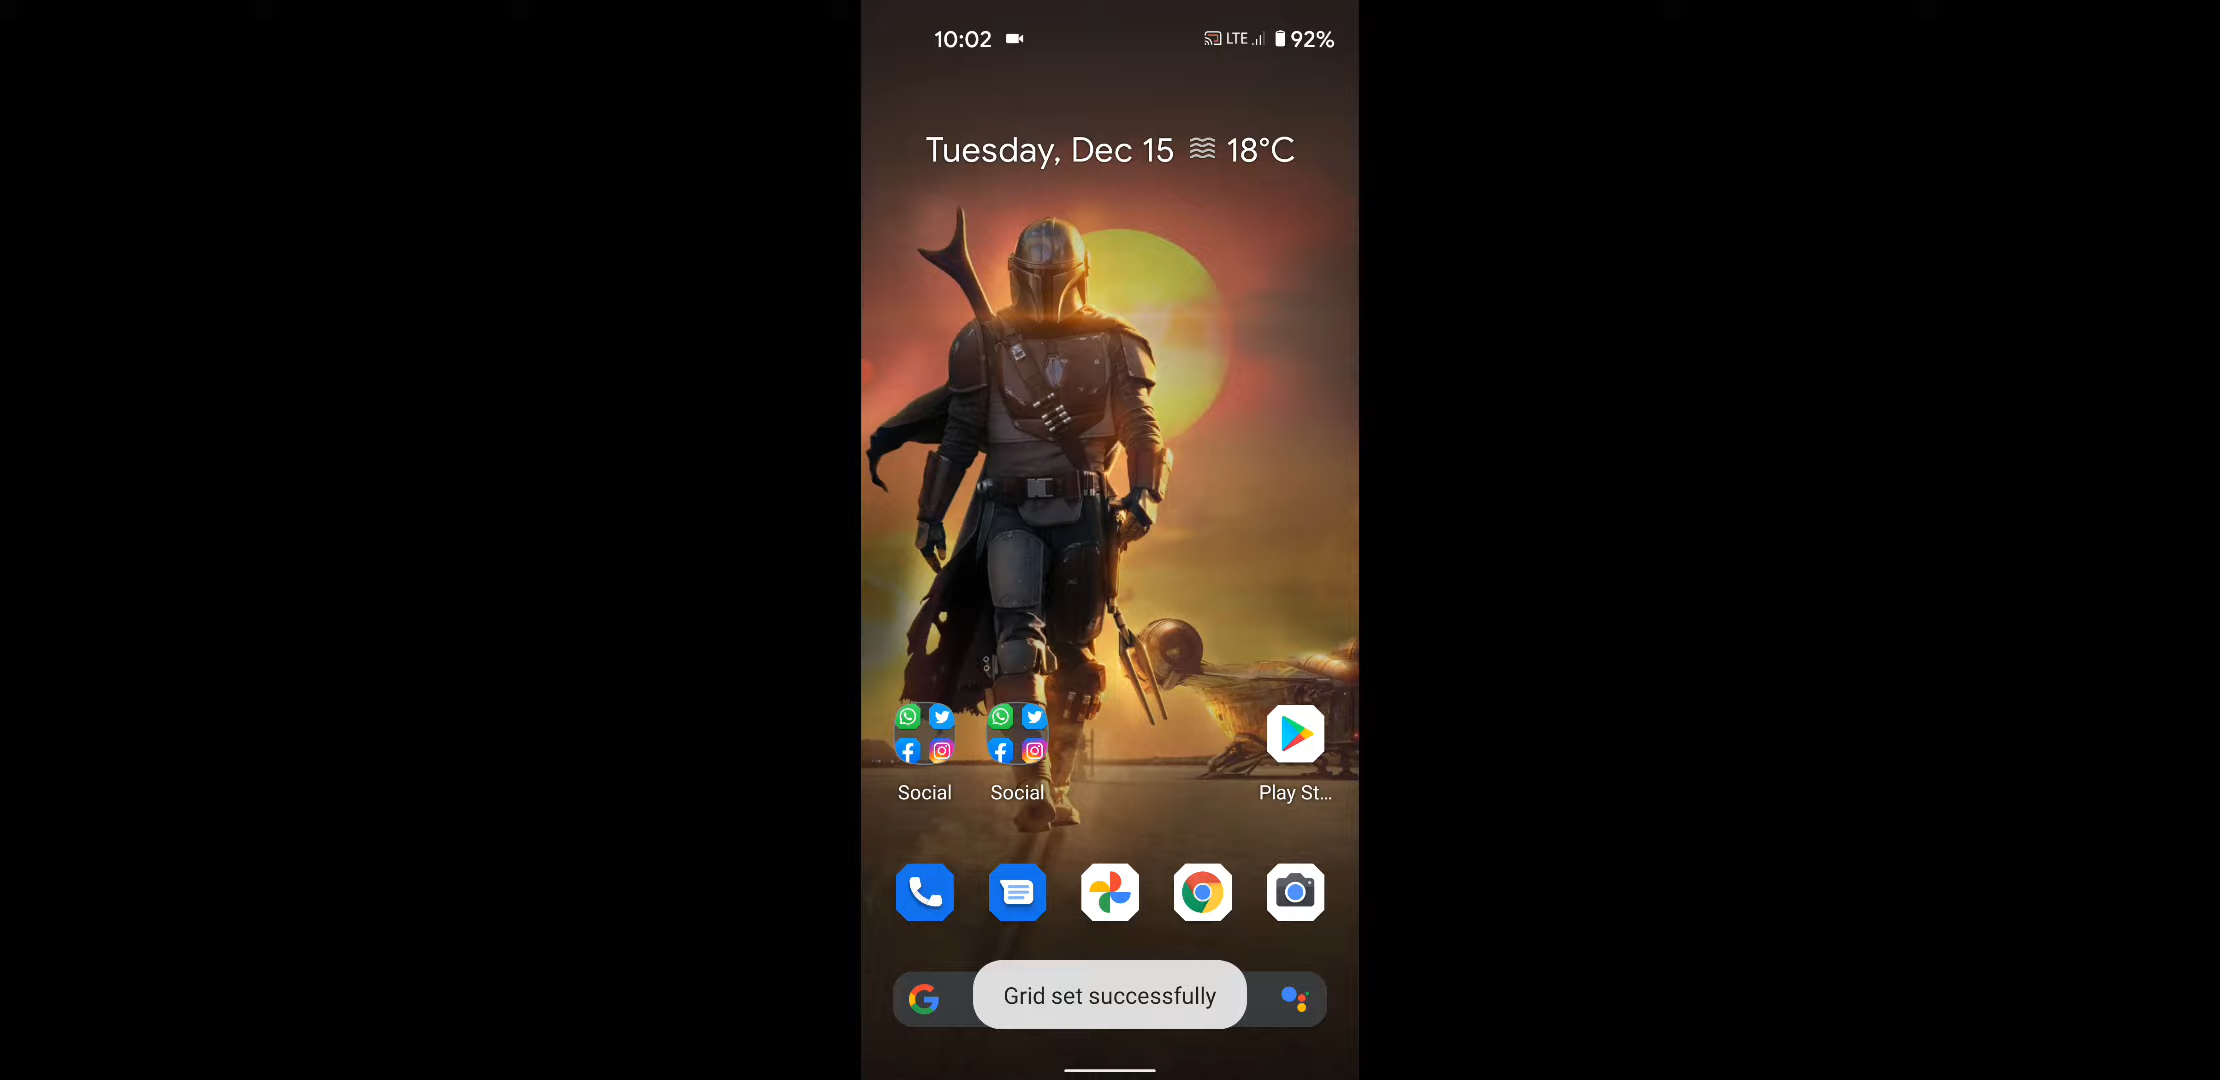 10:02 LTE 92%
Tuesday, Dec 15 18°C
Social Social Play St...
Grid set successfully